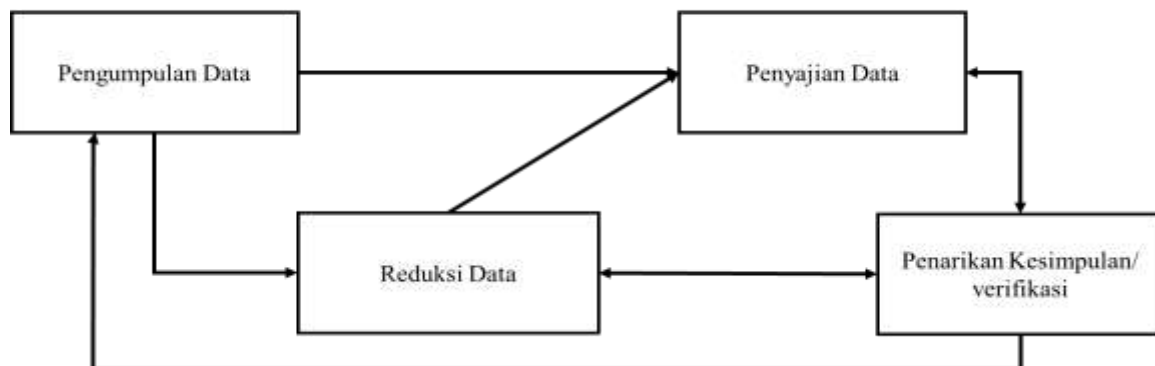 Pengumpulan Data
Penyajian Data
Reduksi Data
Penarikan Kesimpulan/
verifikasi